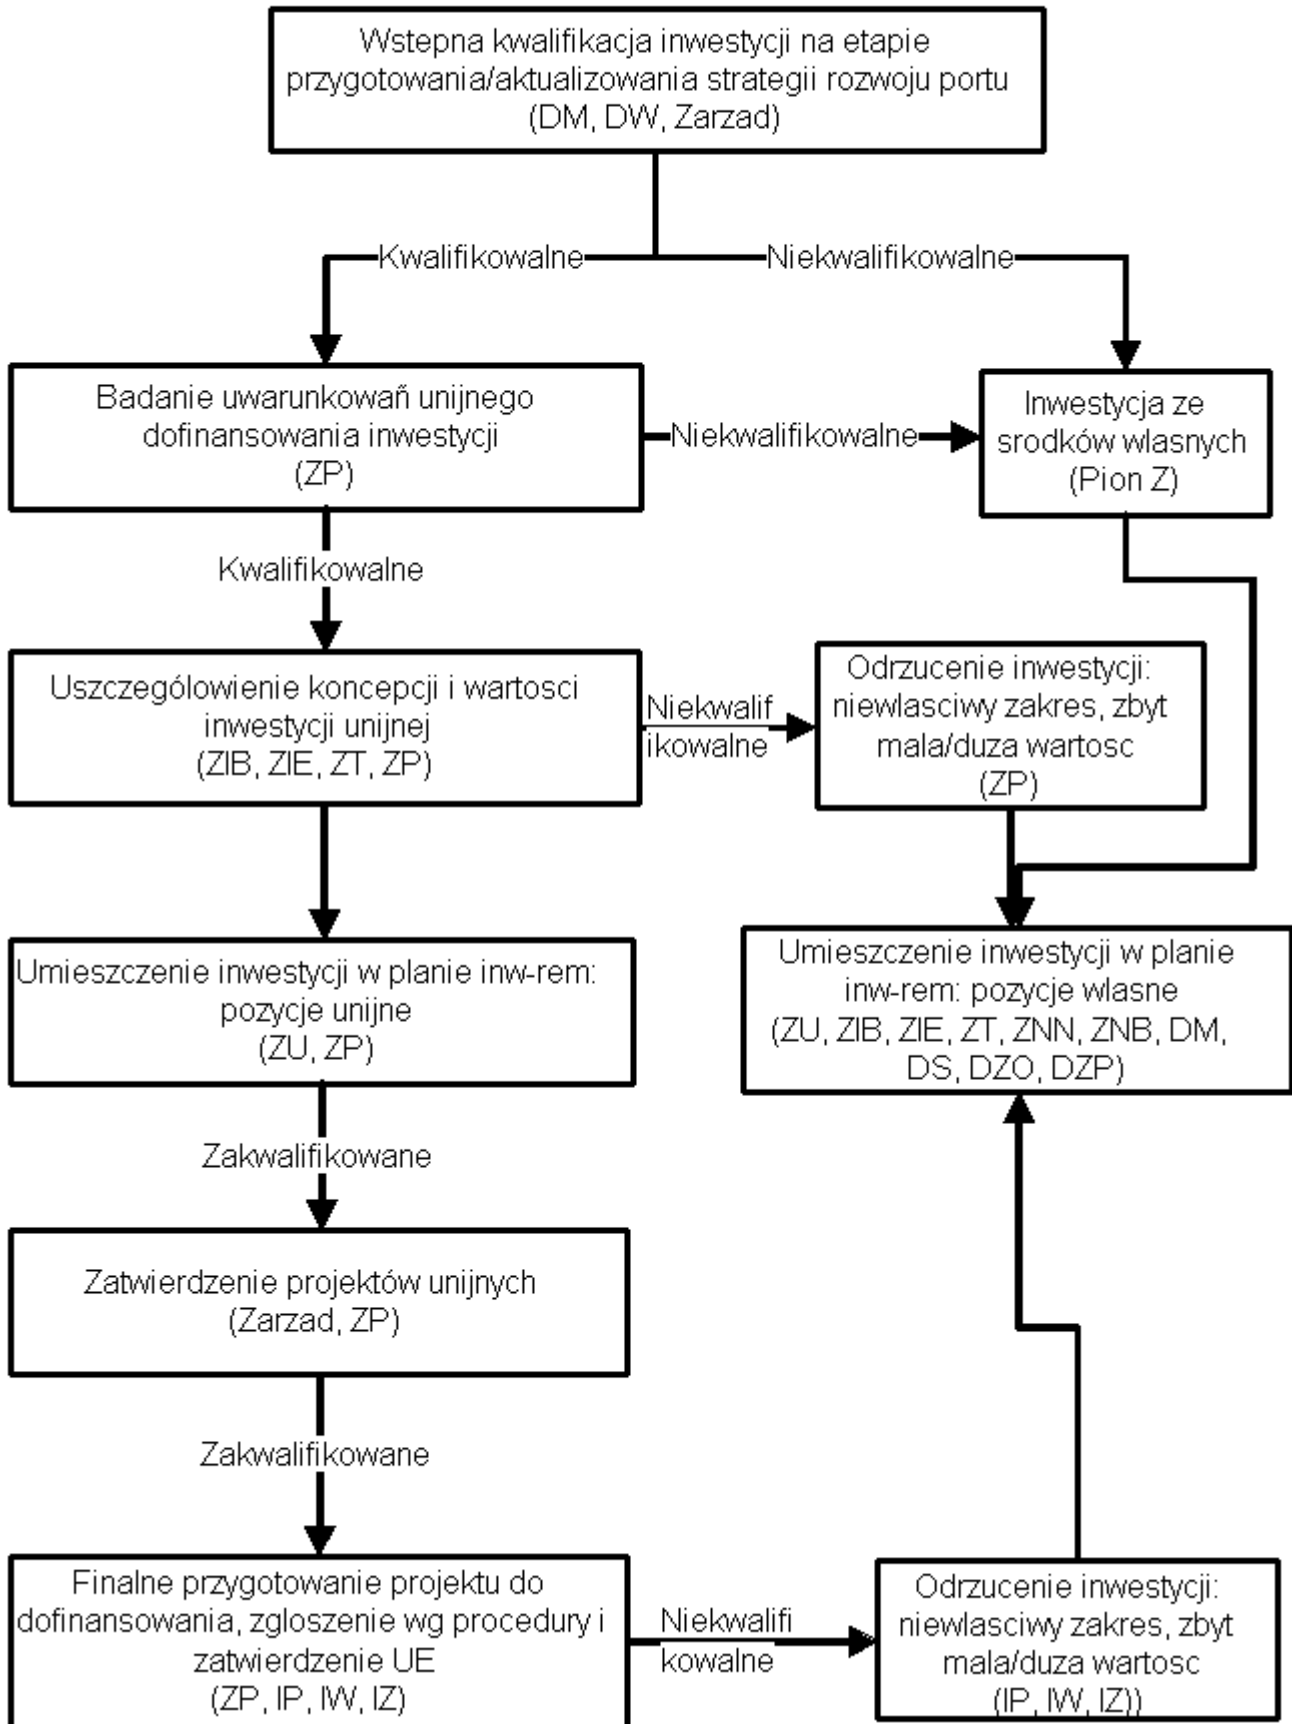 Wstepna kwalifikacja inwestycji na etapie
przygotowania/aktualizowania strategii rozwoju portu
(DM, DW, Zarzad)
Kwalifikowalne
Niekwalifikowalne
Badanie uwarunkowañ unijnego
dofinansowania inwestycji
(ZP)
Niekwalifikowalne
Inwestycja ze
srodków wlasnych
(Pion Z)
Kwalifikowalne
Uszczególowienie koncepcji i wartosci
inwestycji unijnej
(ZIB, ZIE, ZT, ZP)
Niekwalif
ikowalne
Odrzucenie inwestycji:
niewlasciwy zakres, zbyt
mala/duza wartosc
(ZP)
Umieszczenie inwestycji w planie inw-rem:
pozycje unijne
(ZU, ZP)
Umieszczenie inwestycji w planie
inw-rem: pozycje wlasne
(ZU, ZIB, ZIE, ZT, ZNN, ZNB, DM,
DS, DZO, DZP)
Zakwalifikowane
Zatwierdzenie projektów unijnych
(Zarzad, ZP)
Zakwalifikowane
Finalne przygotowanie projektu do
dofinansowania, zgloszenie wg procedury i
zatwierdzenie UE
(ZP, IP, IW, IZ)
Niekwalifi
kowalne
Odrzucenie inwestycji:
niewlasciwy zakres, zbyt
mala/duza wartosc
(IP, IW, IZ))